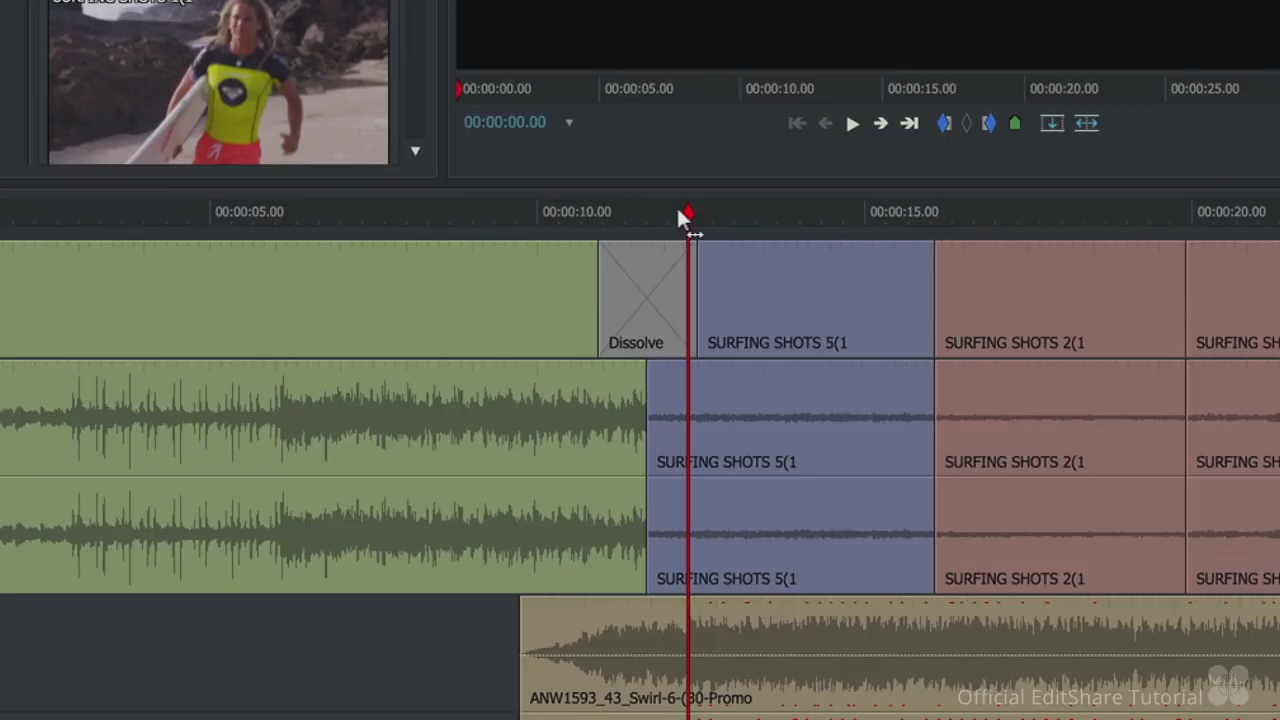 00:00:00.00 00:00:05.00 00:00:10.00 00:00:15.00 00:00:20.00 00:00:25.00
00:00:00.00
00:00:05.00 00:00:10.00 00:00:15.00 00:00:20.00
Dissolve SURFING SHOTS 5(1 SURFING SHOTS 2(1 SURFING SH
SURFING SHOTS 5(1 SURFING SHOTS 2(1 SURFING SH
SURFING SHOTS 5(1 SURFING SHOTS 2(1 SURFING SH
ANW1593_43_Swirl-6-(30-Promo
Official EditShare Tutorial